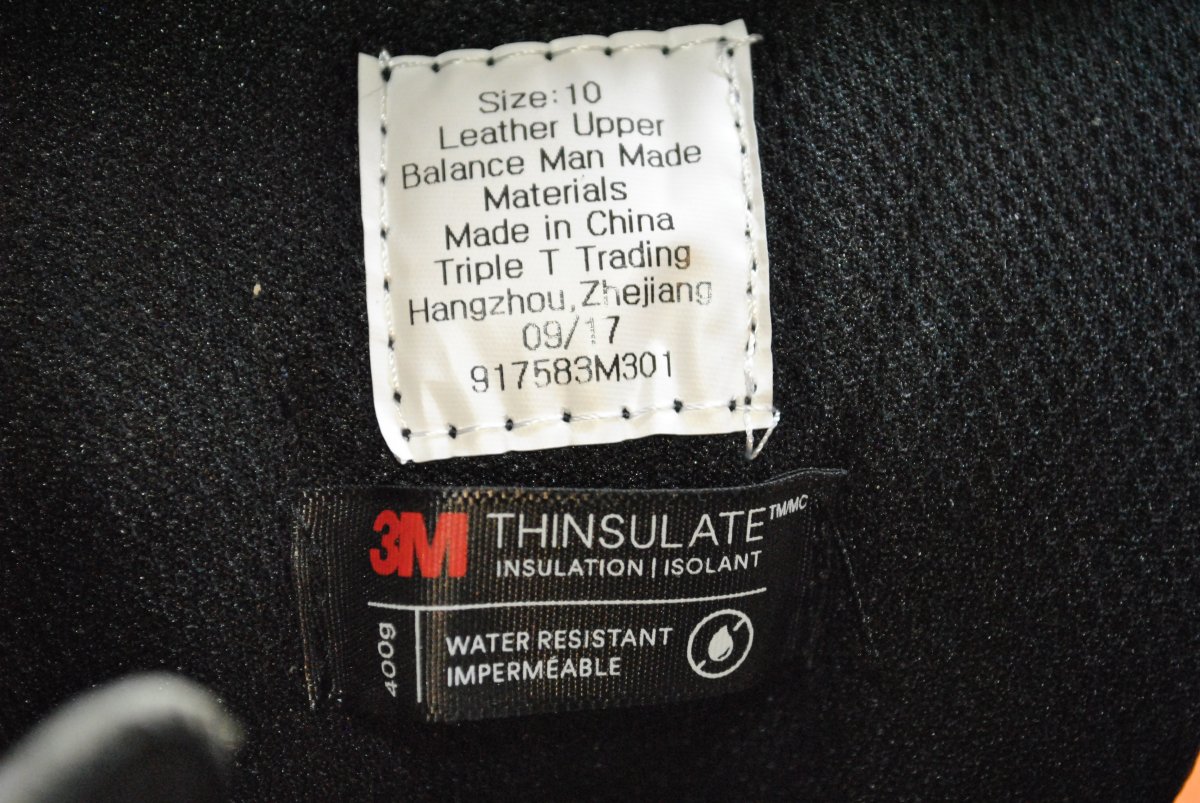 Size:10
Leather Upper
Balance Man Made
Materials
Made in China
Triple T Trading
Hangzhou,Zhejiang
09/17
917583M301
3M THINSULATE™/MC
INSULATION | ISOLANT
400g
WATER RESISTANT
IMPERMÉABLE